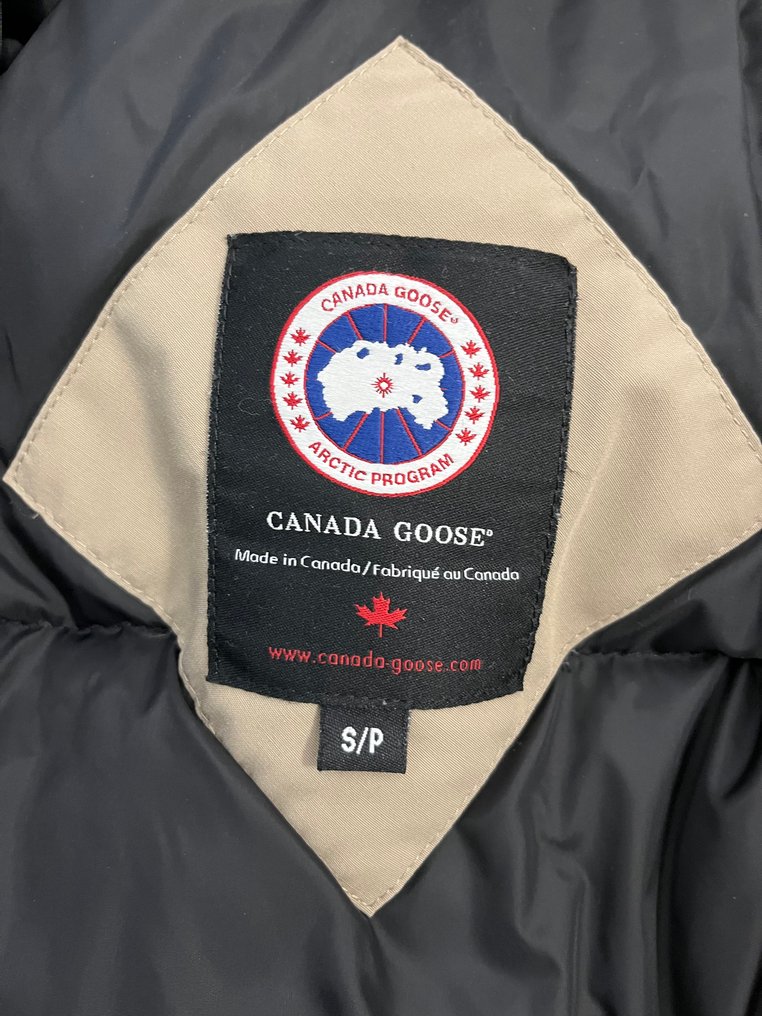 CANADA GOOSE®
ARCTIC PROGRAM
CANADA GOOSE®
Made in Canada/Fabriqué au Canada
www.canada-goose.com
S/P